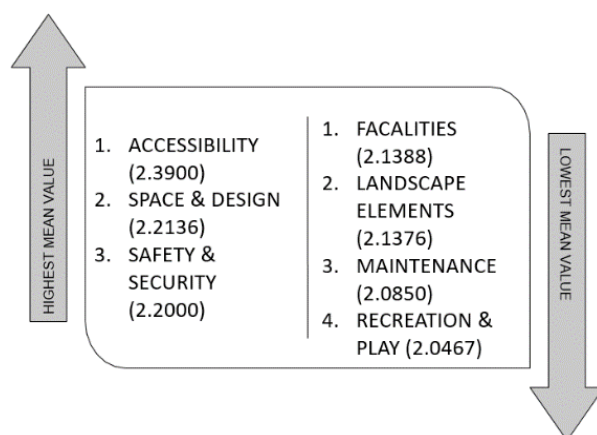 HIGHEST MEAN VALUE
1. ACCESSIBILITY
(2.3900)
2. SPACE & DESIGN
(2.2136)
3. SAFETY &
SECURITY
(2.2000)
1. FACALITIES
(2.1388)
2. LANDSCAPE
ELEMENTS
(2.1376)
3. MAINTENANCE
(2.0850)
4. RECREATION &
PLAY (2.0467)
LOWEST MEAN VALUE